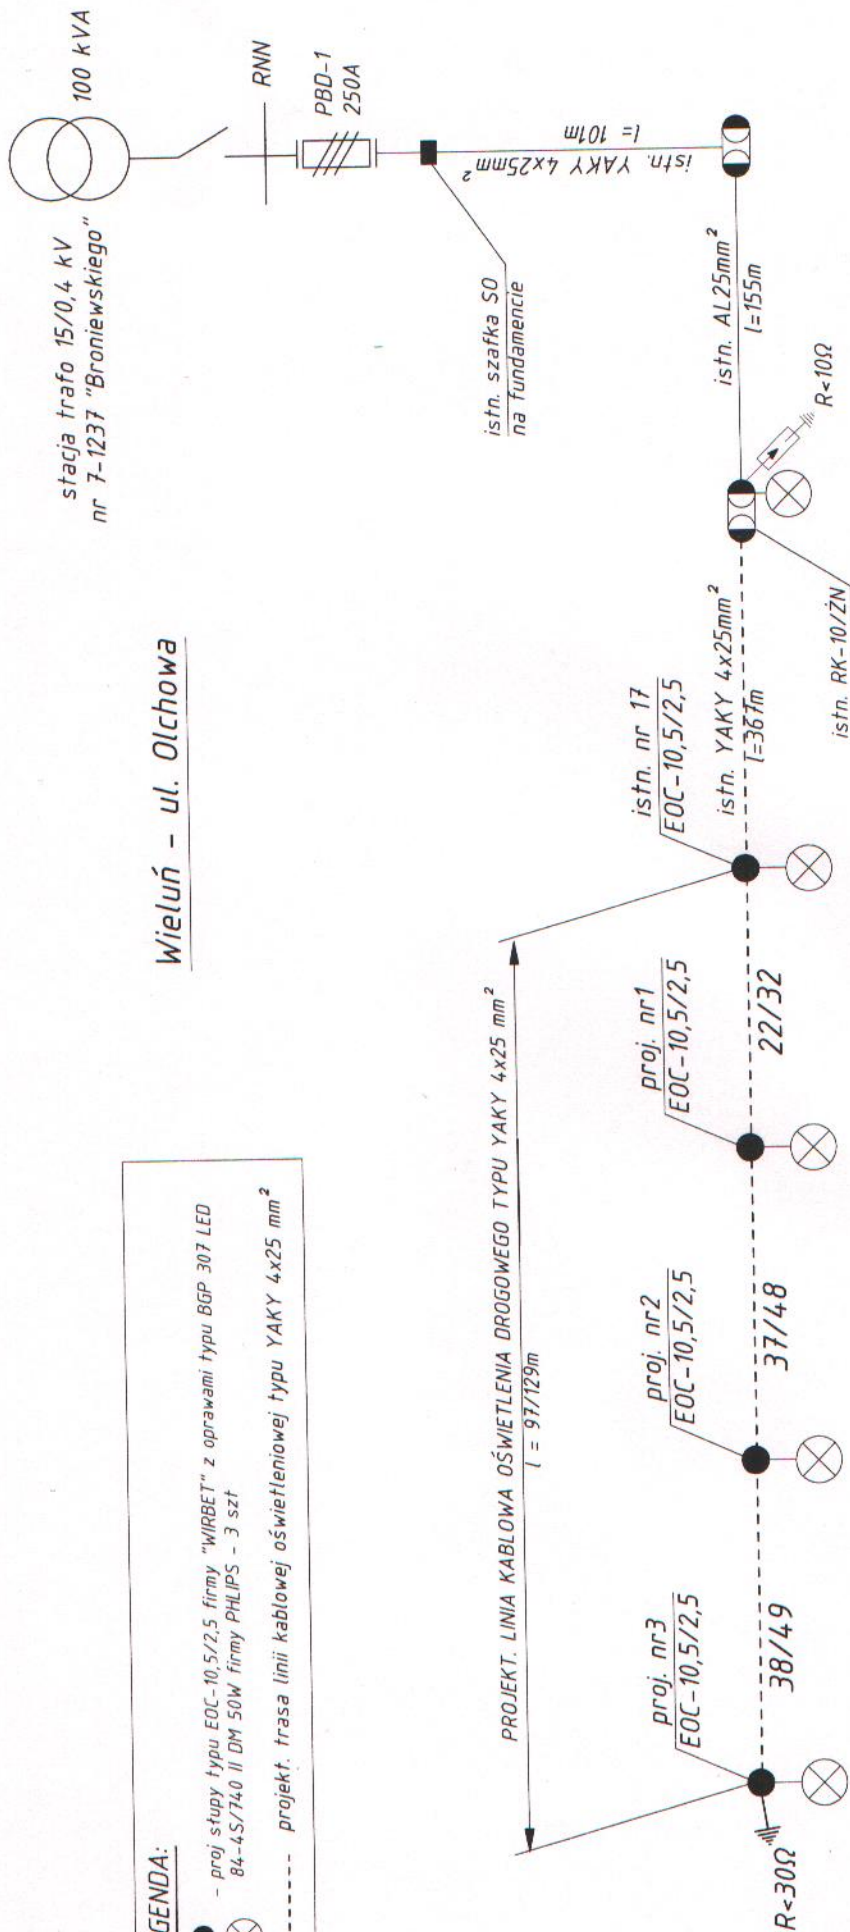 stacja trafo 15/0,4 kV
nr 7-1237 "Broniewskiego"
100 kVA
RNN
PBD-1
250A
istn. szafka SO
na fundamencie
istn. YAKY 4x25mm²
l= 101m
istn. AL25mm²
l=155m
R<10Ω
istn. RK-10/ŻN
istn. YAKY 4x25mm²
l=367m
istn. nr 17
EOC-10,5/2,5
Wieluń - ul. Olchowa
PROJEKT. LINIA KABLOWA OŚWIETLENIA DROGOWEGO TYPU YAKY 4x25 mm²
l = 97/129m
proj. nr1
EOC-10,5/2,5
22/32
proj. nr2
EOC-10,5/2,5
37/48
proj. nr3
EOC-10,5/2,5
38/49
R<30Ω
GENDA:
- proj słupy typu EOC-10,5/2,5 firmy "WIRBET" z oprawami typu BGP 307 LED
84-4S/740 II DM 50W firmy PHLIPS - 3 szt
projekt. trasa linii kablowej oświetleniowej typu YAKY 4x25 mm²